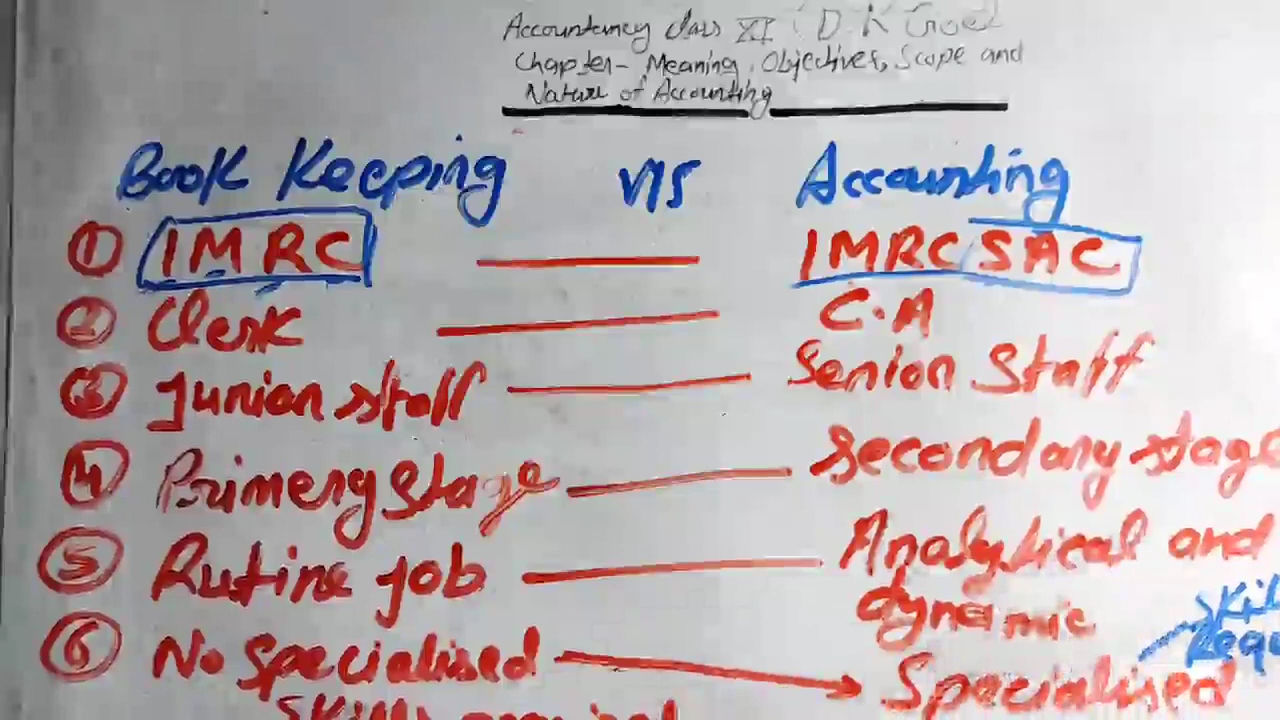 Accountancy class XI (D K Goel
Chapter- Meaning, Objectives, Scope and
Nature of Accounting
Book Keeping V/S Accounting
① IMRC — IMRC SAC
② Clerk — C.A
③ Junior staff — Senior Staff
④ Primery stage — Secondary stage
⑤ Rutine job — Analytical and
dynamic
⑥ No specialised → Specialised
Skills